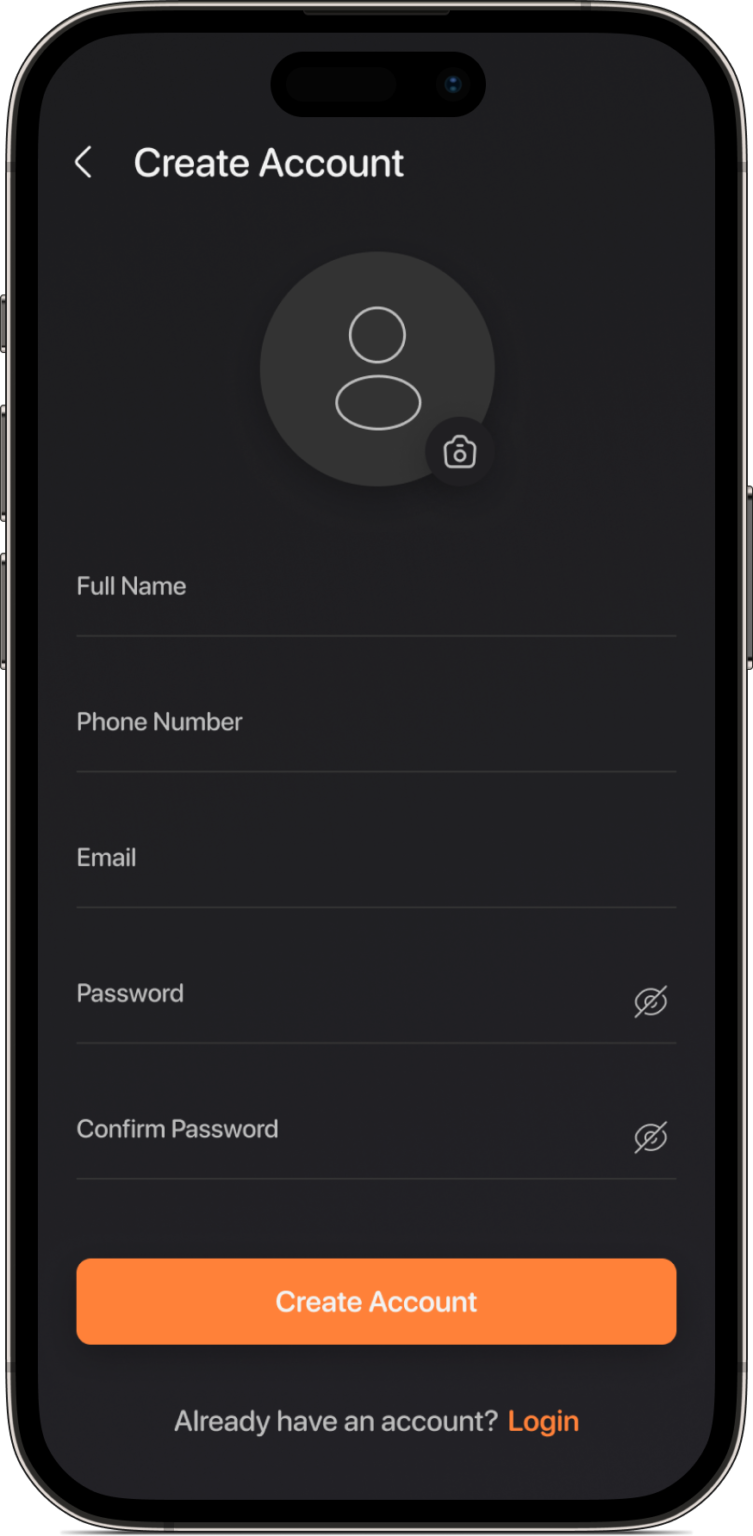 Create Account
Full Name
Phone Number
Email
Password
Confirm Password
Create Account
Already have an account? Login